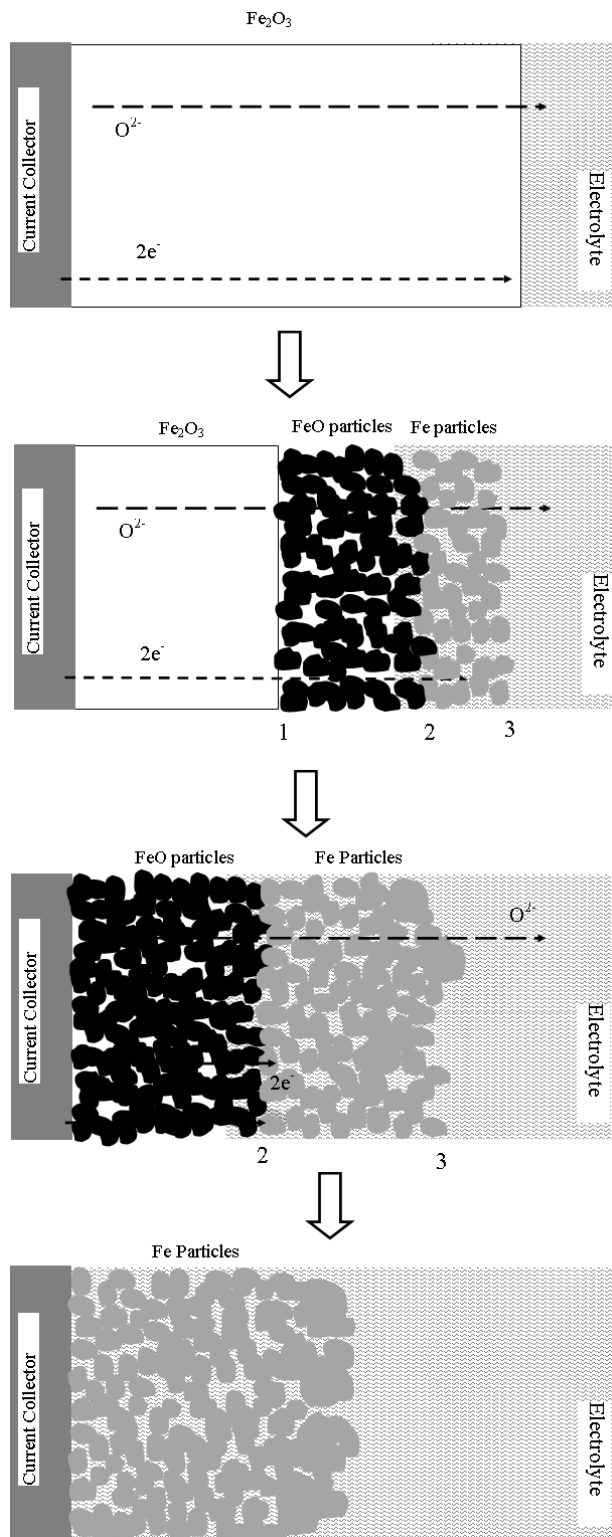 Fe₂O₃
Current Collector
O²⁻
2e⁻
Electrolyte
Fe₂O₃
FeO particles
Fe particles
Current Collector
O²⁻
2e⁻
Electrolyte
1
2
3
FeO particles
Fe Particles
Current Collector
O²⁻
2e⁻
Electrolyte
2
3
Fe Particles
Current Collector
Electrolyte